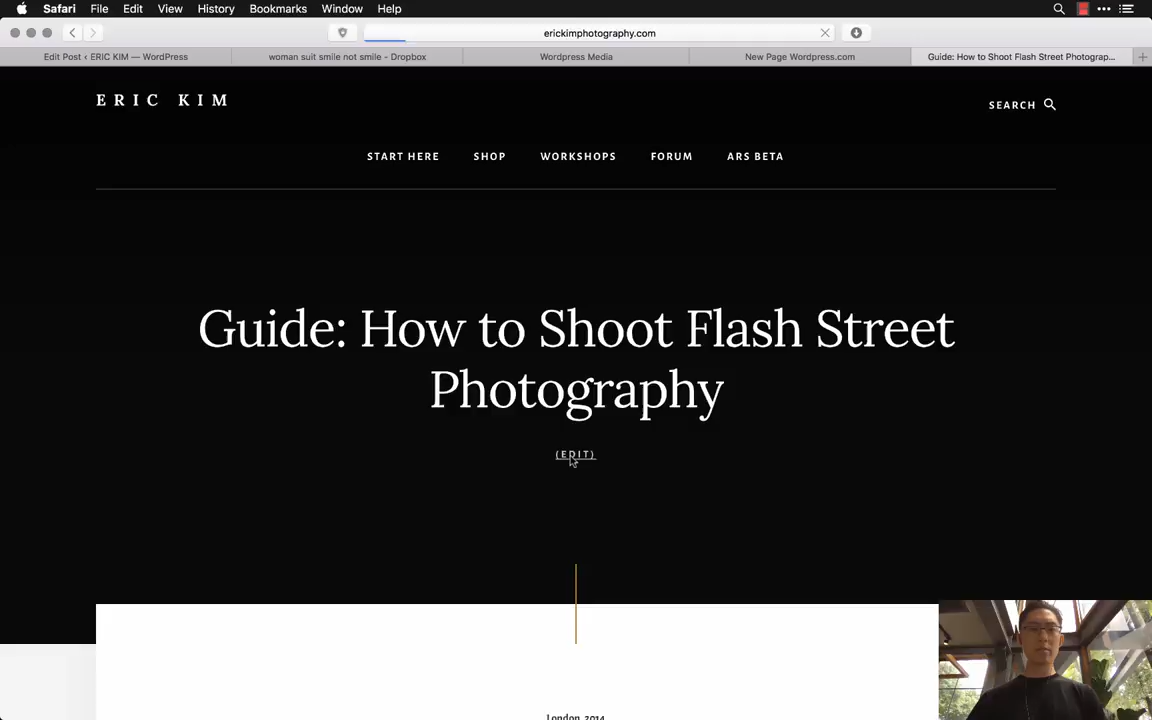 Safari File Edit View History Bookmarks Window Help
erickimphotography.com
Edit Post ‹ ERIC KIM — WordPress
woman suit smile not smile - Dropbox
Wordpress Media
New Page Wordpress.com
Guide: How to Shoot Flash Street Photograp...
ERIC KIM
SEARCH
START HERE SHOP WORKSHOPS FORUM ARS BETA
Guide: How to Shoot Flash Street
Photography
(EDIT)
London, 2014